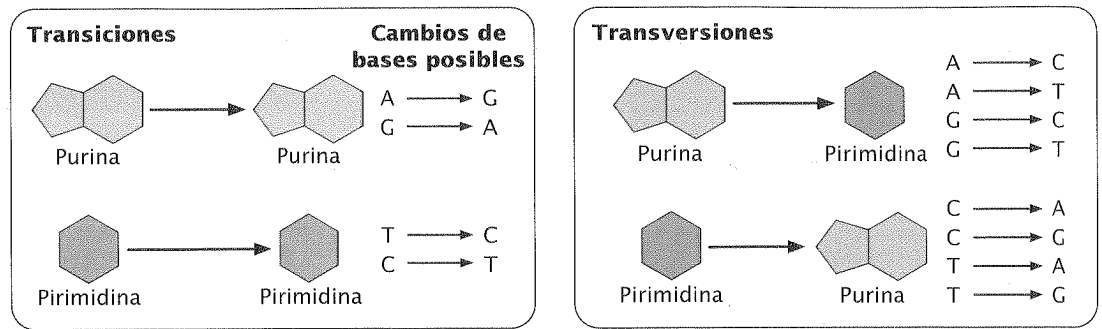 Transiciones
Cambios de
bases posibles
Purina
Purina
A → G
G → A
Pirimidina
Pirimidina
T → C
C → T
Transversiones
Purina
Pirimidina
A → C
A → T
G → C
G → T
Pirimidina
Purina
C → A
C → G
T → A
T → G